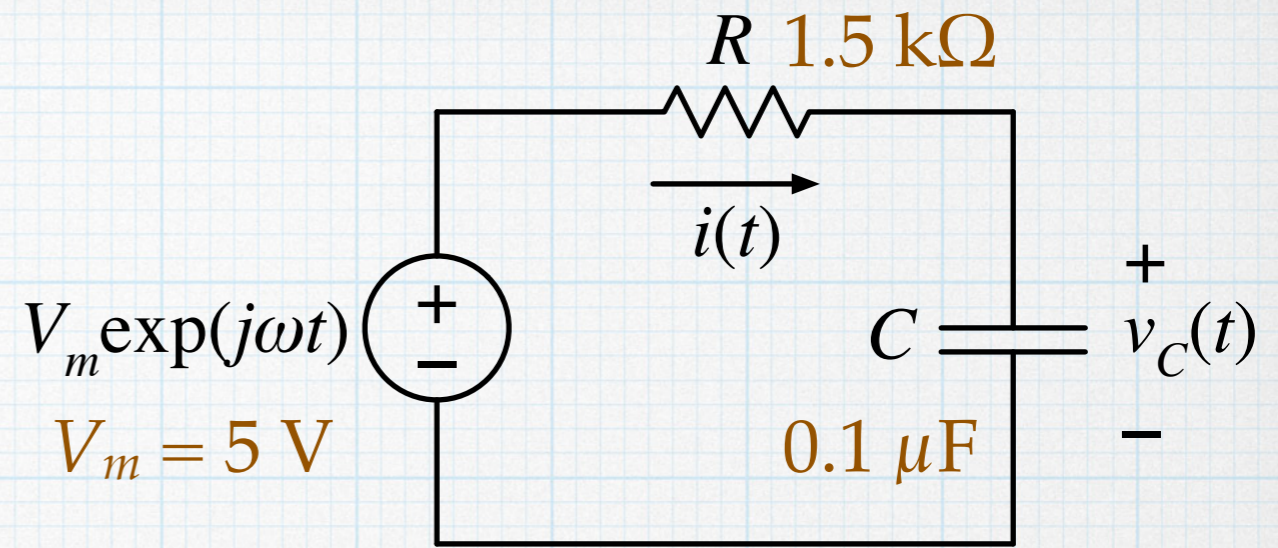 R 1.5 kΩ
i(t)
+
V_m exp(jωt)
+
−
C
v_C(t)
V_m = 5 V
0.1 μF
−